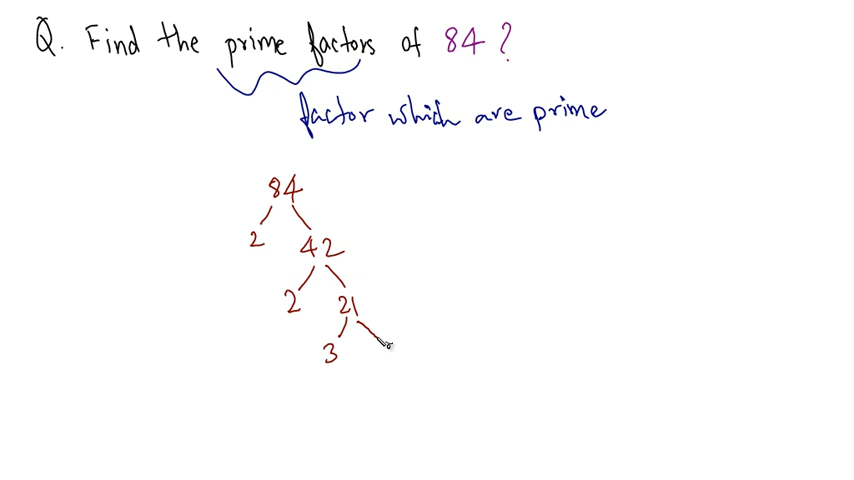 Q. Find the prime factors of 84?
factor which are prime
84
2 42
2 21
3